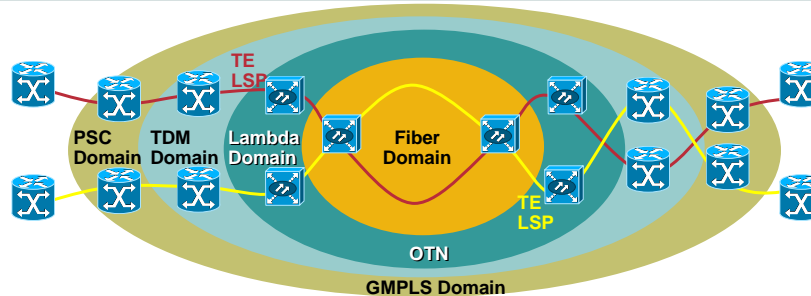 TE
LSP
PSC
Domain
TDM
Domain
Lambda
Domain
Fiber
Domain
TE
LSP
OTN
GMPLS Domain